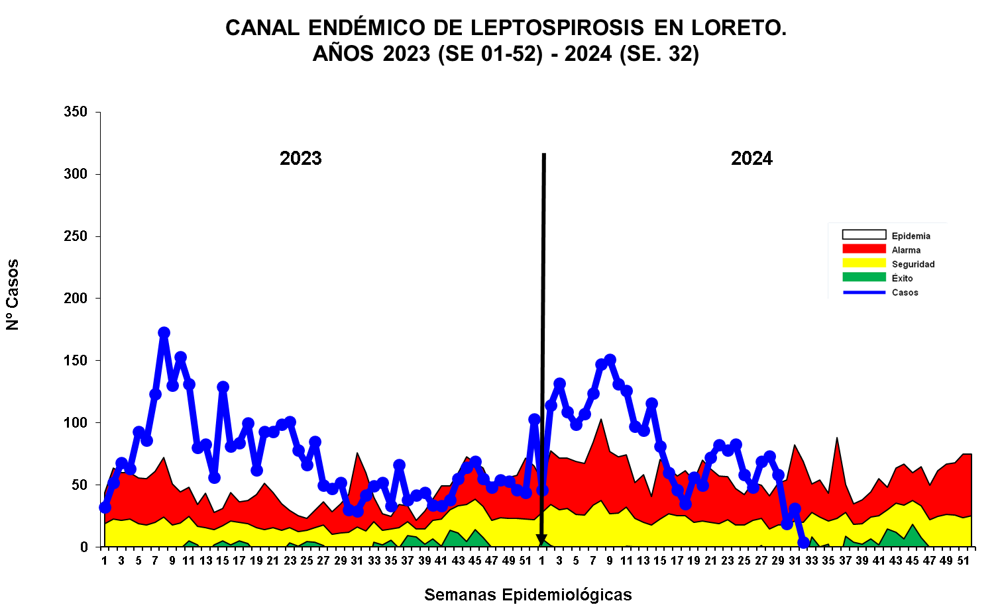 CANAL ENDÉMICO DE LEPTOSPIROSIS EN LORETO.
AÑOS 2023 (SE 01-52) - 2024 (SE. 32)
350
300
250
200
150
100
50
0
Nº Casos
2023
2024
Epidemia
Alarma
Seguridad
Éxito
Casos
1 3 5 7 9 11 13 15 17 19 21 23 25 27 29 31 33 35 37 39 41 43 45 47 49 51 1 3 5 7 9 11 13 15 17 19 21 23 25 27 29 31 33 35 37 39 41 43 45 47 49 51
Semanas Epidemiológicas